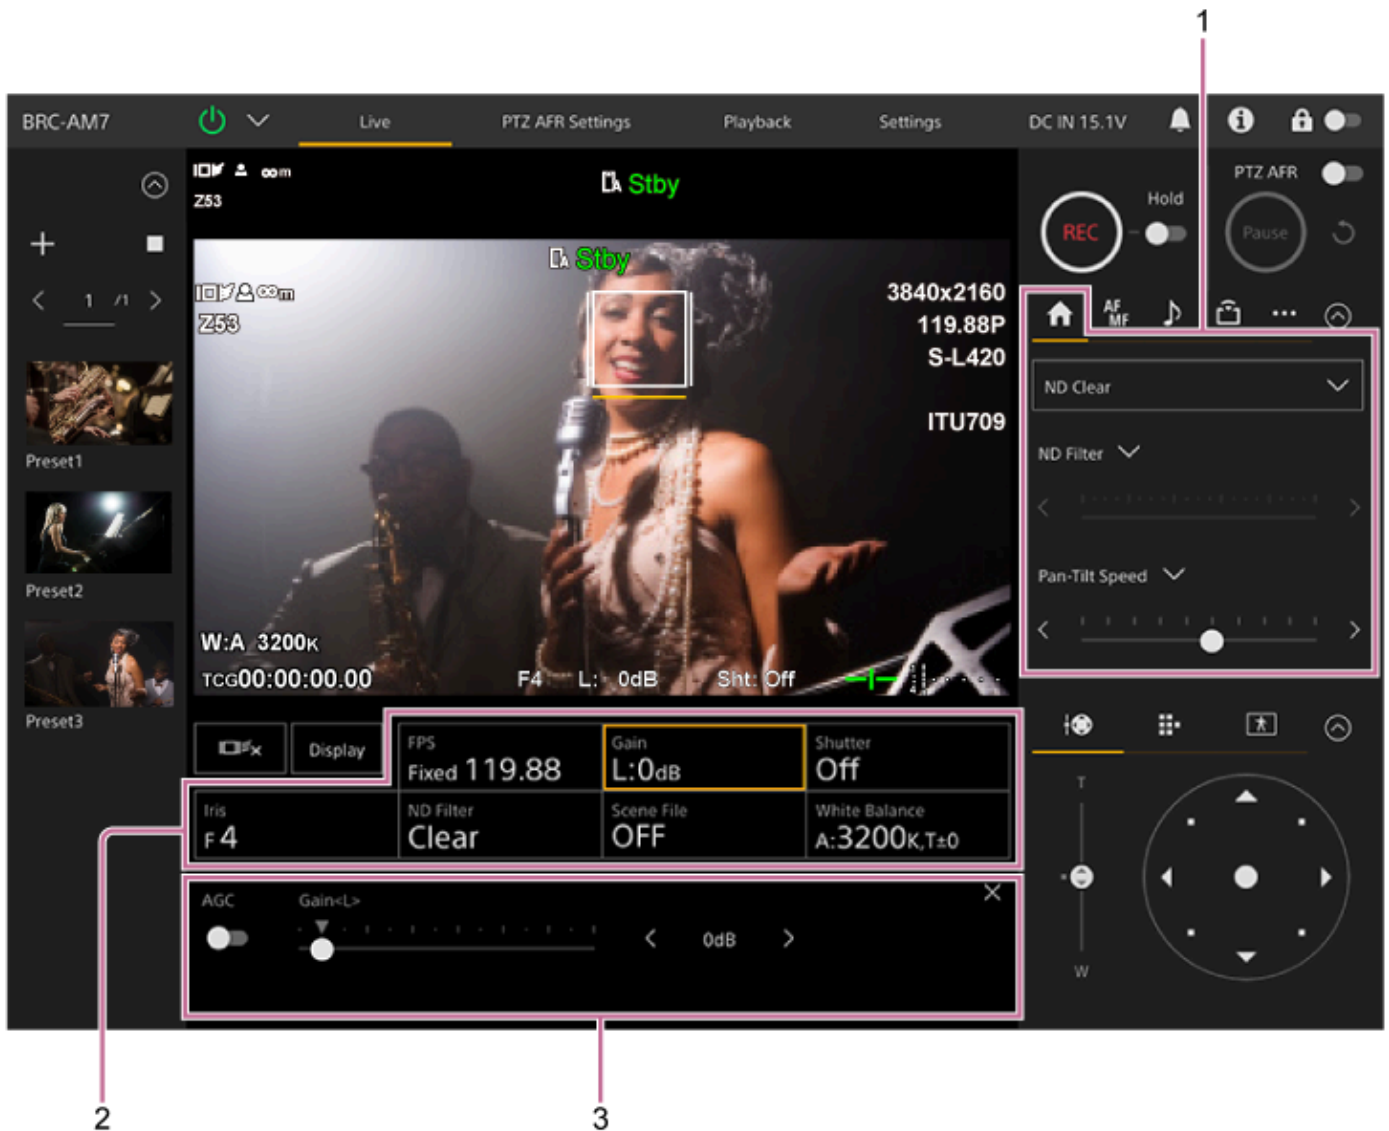 1
BRC-AM7
Live
PTZ AFR Settings
Playback
Settings
DC IN 15.1V
Z53
Stby
PTZ AFR
Hold
REC
Pause
1 /1
Stby
Z53
3840x2160
119.88P
S-L420
ITU709
AF
MF
ND Clear
ND Filter
Pan-Tilt Speed
Preset1
Preset2
Preset3
W:A 3200K
TCG00:00:00.00
F4
L: 0dB
Sht: Off
Display
FPS
Fixed 119.88
Gain
L:0dB
Shutter
Off
Iris
F 4
ND Filter
Clear
Scene File
OFF
White Balance
A:3200K,T±0
T
W
AGC
Gain<L>
0dB
2
3